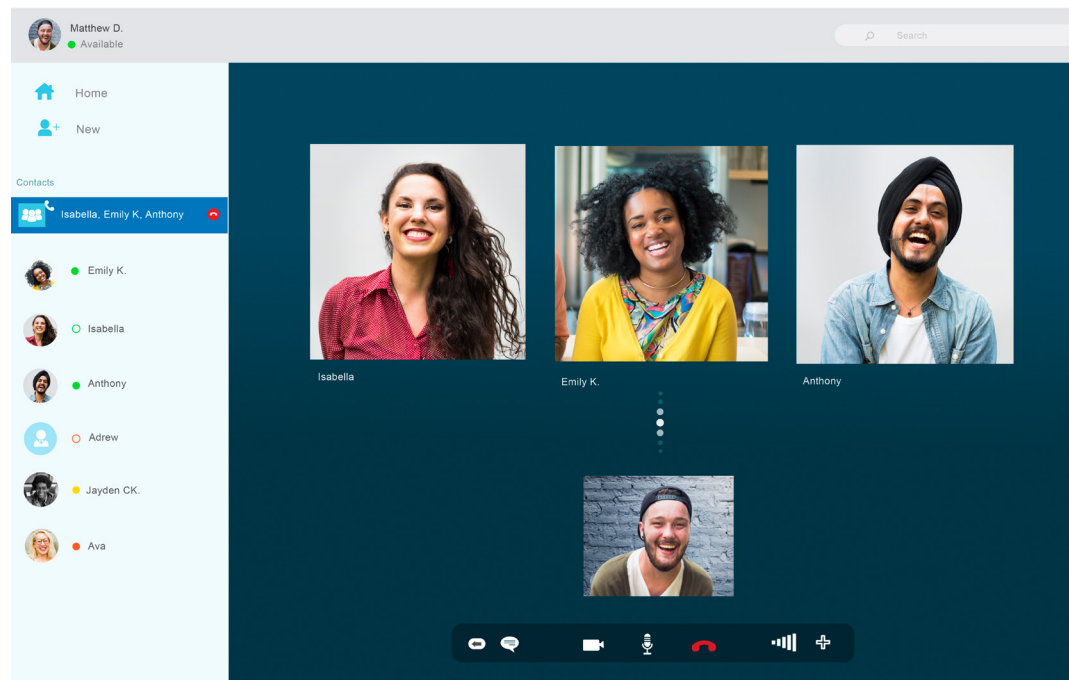 Matthew D.
Available
Search
Home
New
Contacts
Isabella, Emily K, Anthony
Emily K.
Isabella
Anthony
Adrew
Jayden CK.
Ava
Isabella
Emily K.
Anthony